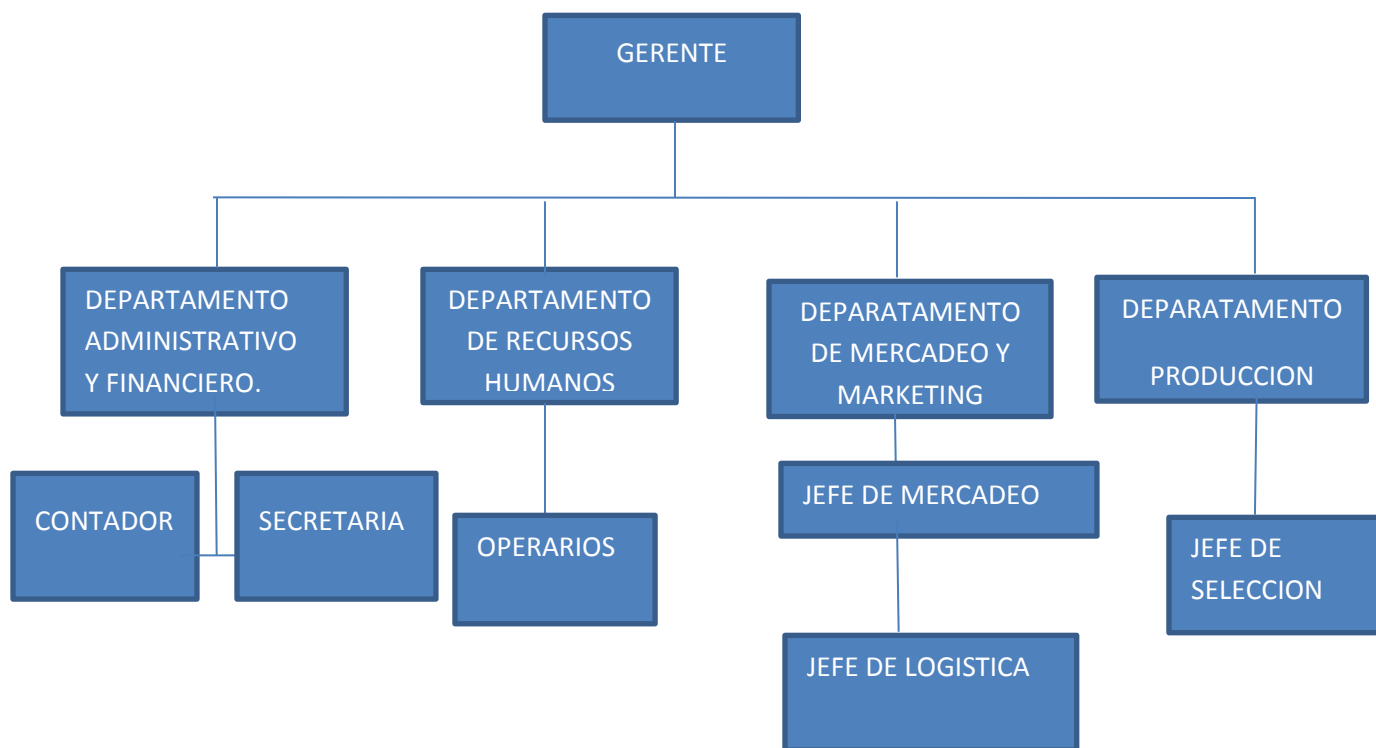 GERENTE
DEPARTAMENTO
ADMINISTRATIVO
Y FINANCIERO.
DEPARTAMENTO
DE RECURSOS
HUMANOS
DEPARATAMENTO
DE MERCADEO Y
MARKETING
DEPARATAMENTO
PRODUCCION
CONTADOR
SECRETARIA
OPERARIOS
JEFE DE MERCADEO
JEFE DE
SELECCION
JEFE DE LOGISTICA